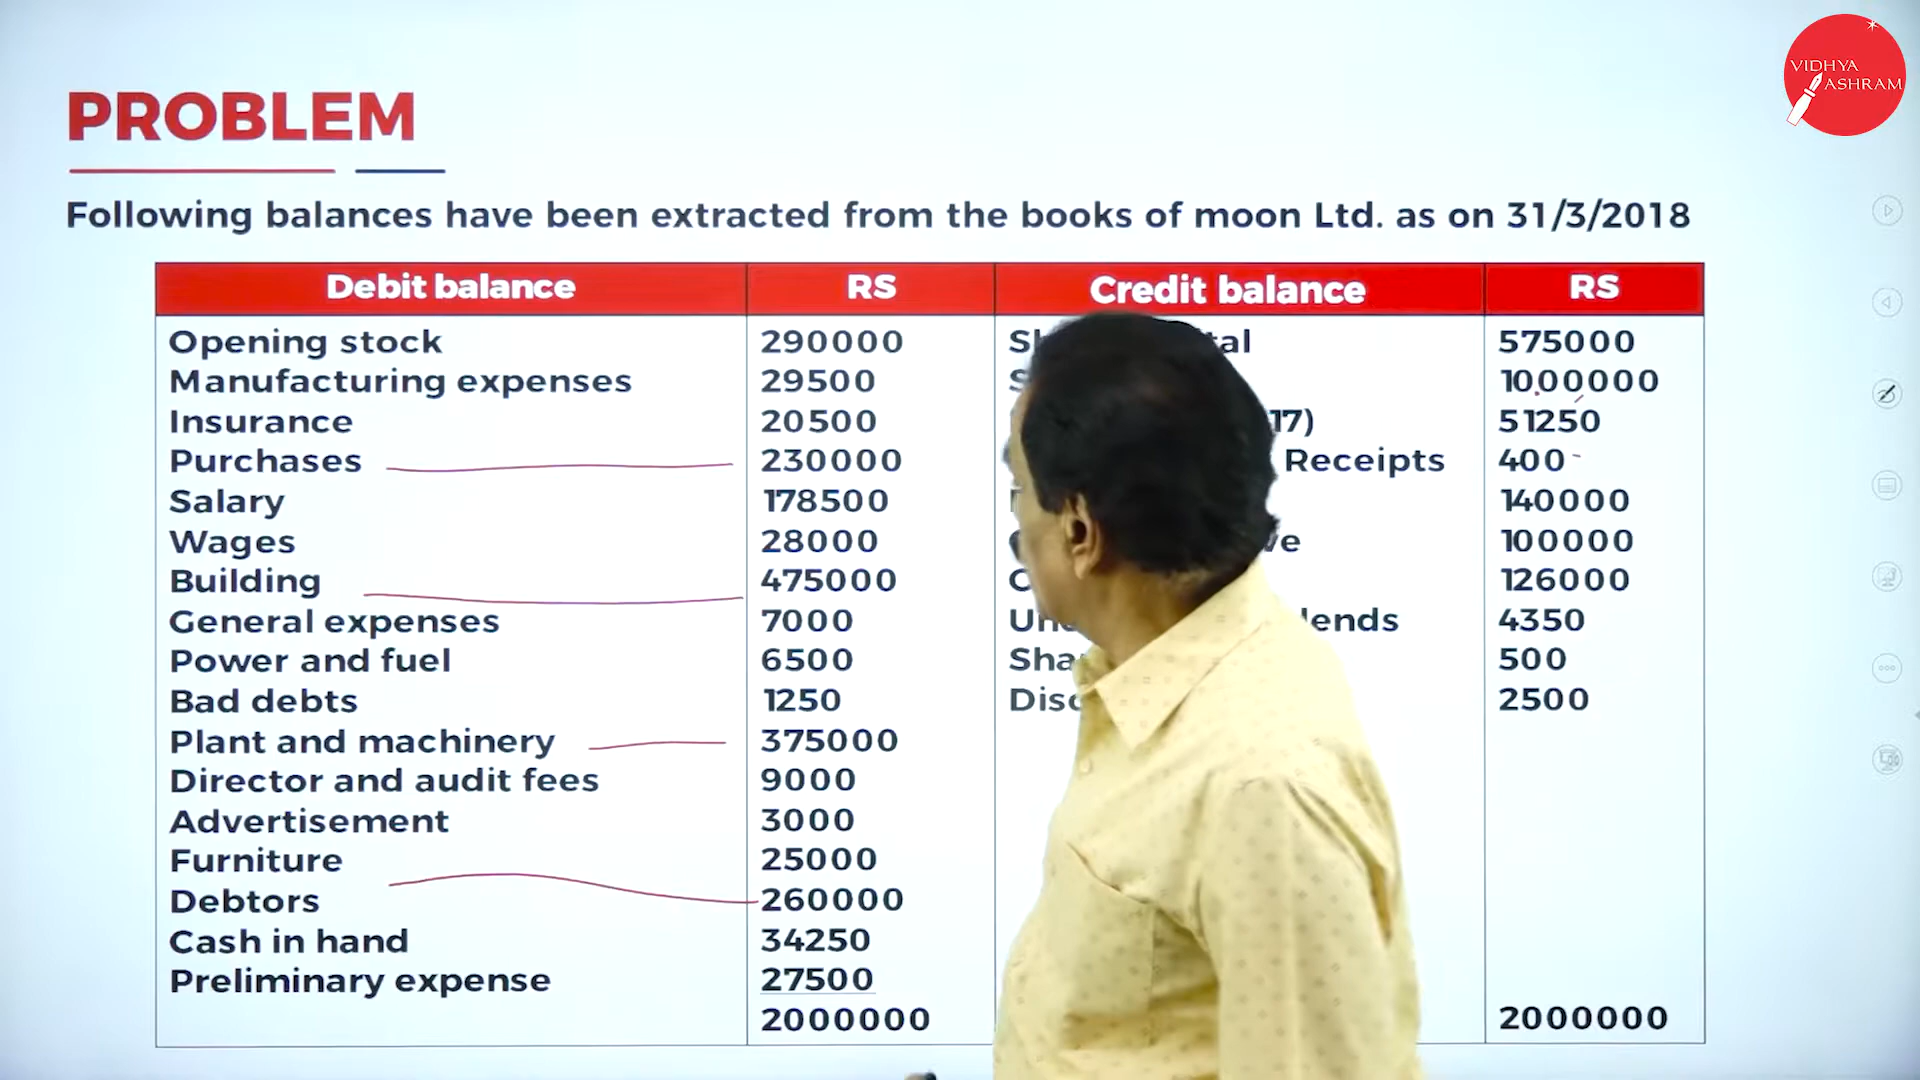 VIDHYA
ASHRAM
PROBLEM
Following balances have been extracted from the books of moon Ltd. as on 31/3/2018
Debit balance RS Credit balance RS
Opening stock 290000 575000
Manufacturing expenses 29500 1000000
Insurance 20500 17) 51250
Purchases 230000 Receipts 400
Salary 178500 140000
Wages 28000 100000
Building 475000 126000
General expenses 7000 4350
Power and fuel 6500 500
Bad debts 1250 2500
Plant and machinery 375000
Director and audit fees 9000
Advertisement 3000
Furniture 25000
Debtors 260000
Cash in hand 34250
Preliminary expense 27500
2000000 2000000